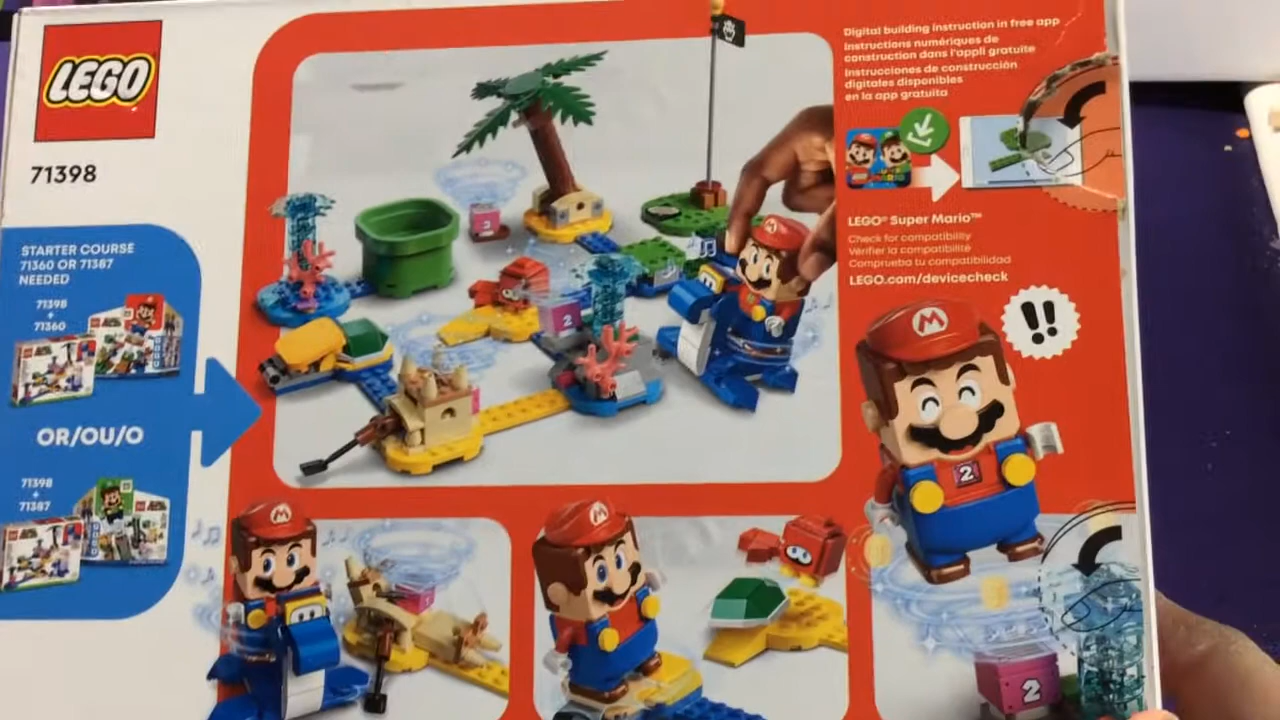 LEGO
71398
STARTER COURSE
71360 OR 71387
NEEDED
71398
+
71360
OR/OU/O
71398
+
71387
Digital building instruction in free app
Instructions numériques de
construction dans l'appli gratuite
Instrucciones de construcción
digitales disponibles
en la app gratuita
LEGO® Super Mario™
Check for compatibility
Vérifier la compatibilité
Comprueba tu compatibilidad
LEGO.com/devicecheck
!!
M
2
2
M
2
M
M
2